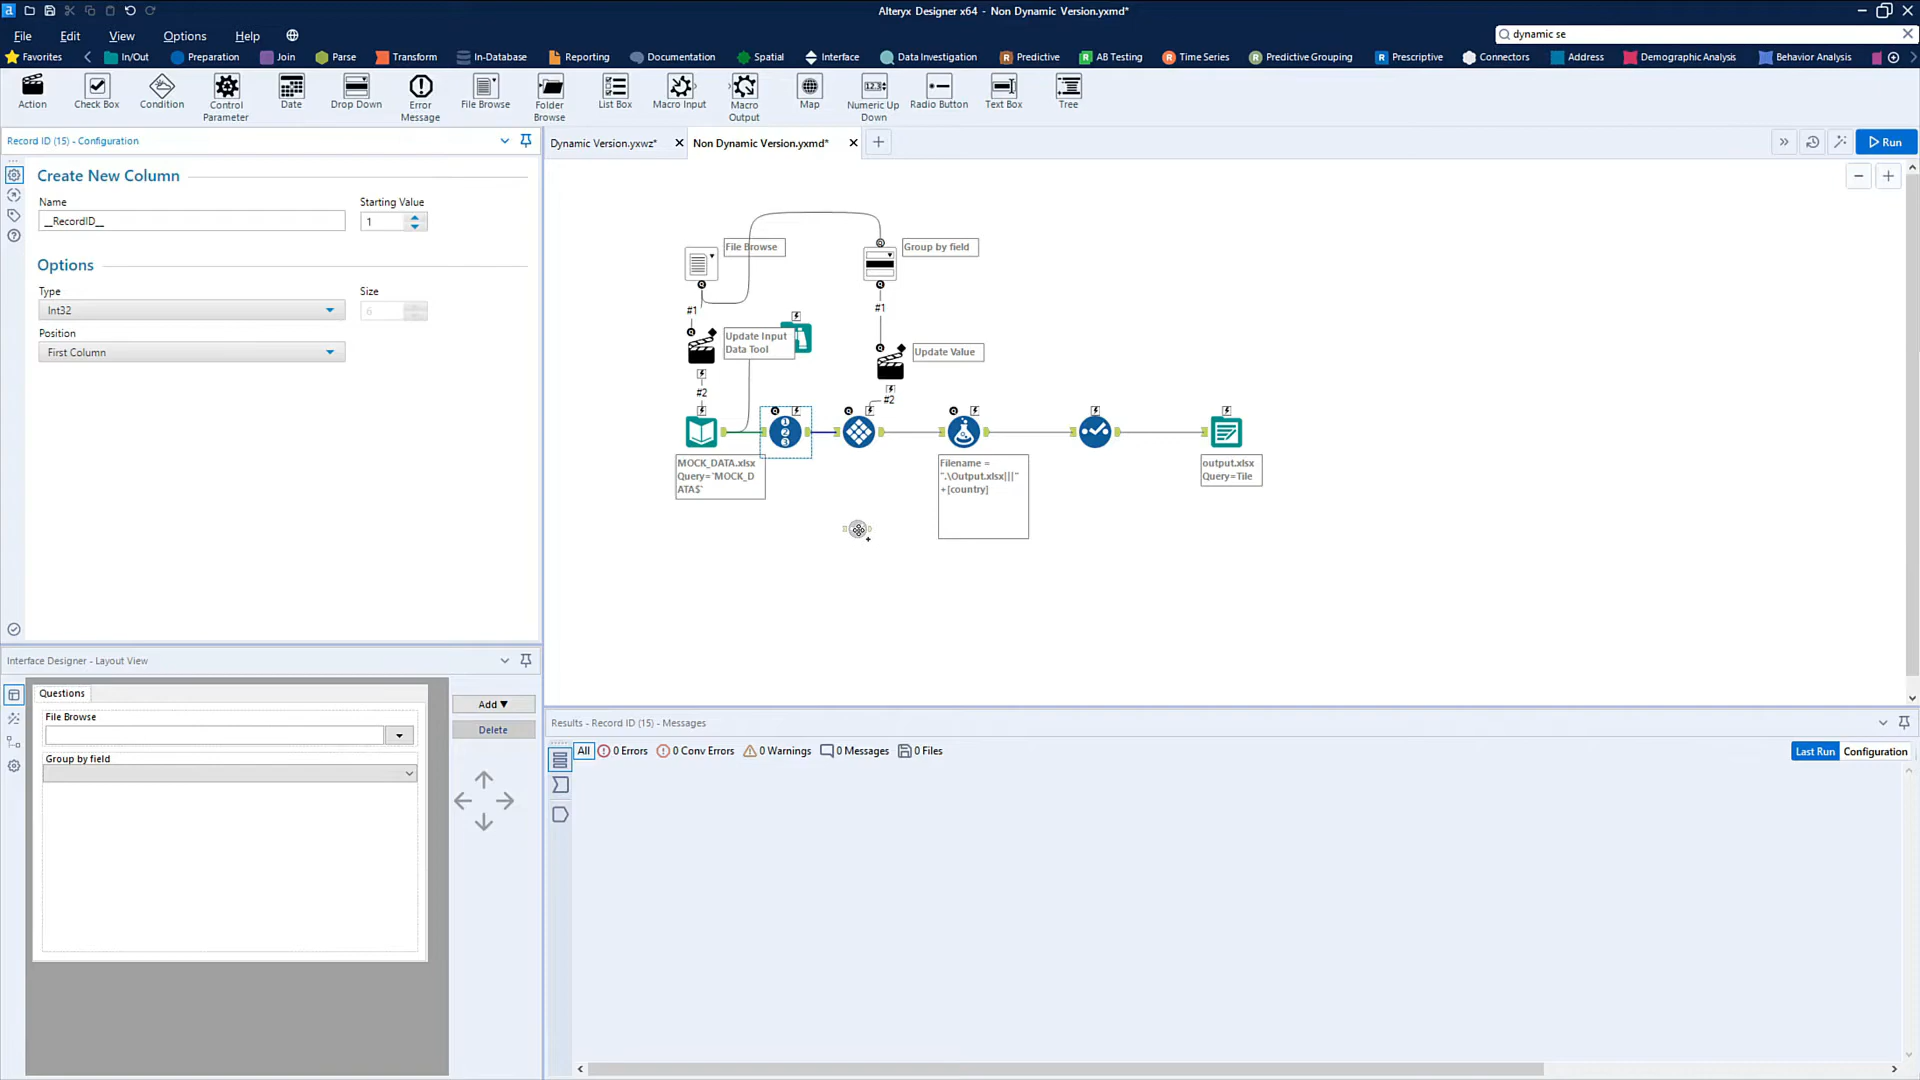 Alteryx Designer x64 - Non Dynamic Version.yxmd*
File Edit View Options Help
dynamic se
Favorites In/Out Preparation Join Parse Transform In-Database Reporting Documentation Spatial Interface Data Investigation Predictive AB Testing Time Series Predictive Grouping Prescriptive Connectors Address Demographic Analysis Behavior Analysis
Action Check Box Condition Control Parameter Date Drop Down Error Message File Browse Folder Browse List Box Macro Input Macro Output Map Numeric Up Down Radio Button Text Box Tree
Record ID (15) - Configuration
Create New Column
Name Starting Value
__RecordID__ 1
Options
Type Size
Int32 6
Position
First Column
Dynamic Version.yxwz* Non Dynamic Version.yxmd* Run
File Browse Group by field
#1 #1
Update Input
Data Tool
Update Value
#2 #2
MOCK_DATA.xlsx
Query=`MOCK_D
ATA$`
Filename =
".\Output.xlsx|||"
+[country]
output.xlsx
Query=Tile
Interface Designer - Layout View
Questions
File Browse
Group by field
Add
Delete
Results - Record ID (15) - Messages
All 0 Errors 0 Conv Errors 0 Warnings 0 Messages 0 Files Last Run Configuration